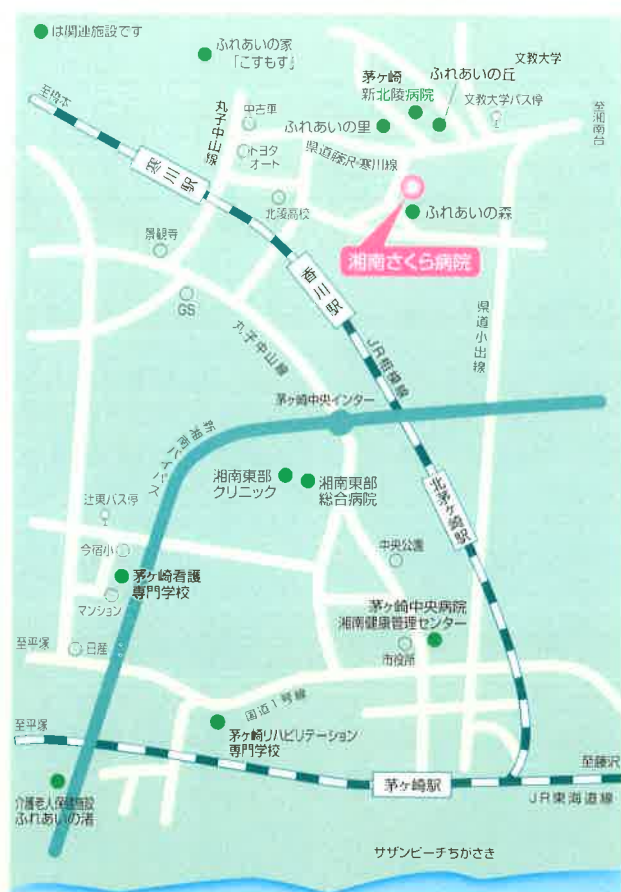 は関連施設です
ふれあいの家
「こすもす」
文教大学
茅ヶ崎
新北陵病院
ふれあいの丘
文教大学バス停
至湘南台
至橋本
丸子中山線
中古車
トヨタ
オート
ふれあいの里
県道藤沢・寒川線
寒川駅
北陵高校
ふれあいの森
湘南さくら病院
景観寺
GS
香川駅
丸子中山線
JR相模線
県道小出線
茅ヶ崎中央インター
新湘南バイパス
湘南東部
クリニック
湘南東部
総合病院
北茅ヶ崎駅
辻東バス停
今宿小
中央公園
茅ヶ崎看護
専門学校
マンション
茅ヶ崎中央病院
湘南健康管理センター
至平塚
日産
市役所
国道1号線
至平塚
茅ヶ崎リハビリテーション
専門学校
至藤沢
茅ヶ崎駅
JR東海道線
介護老人保健施設
ふれあいの渚
サザンビーチちがさき